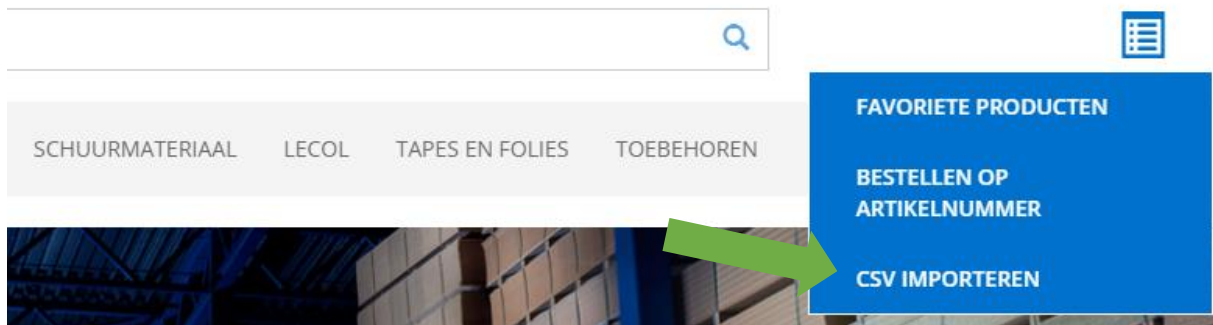 FAVORIETE PRODUCTEN
SCHUURMATERIAAL LECOL TAPES EN FOLIES TOEBEHOREN
BESTELLEN OP
ARTIKELNUMMER
CSV IMPORTEREN